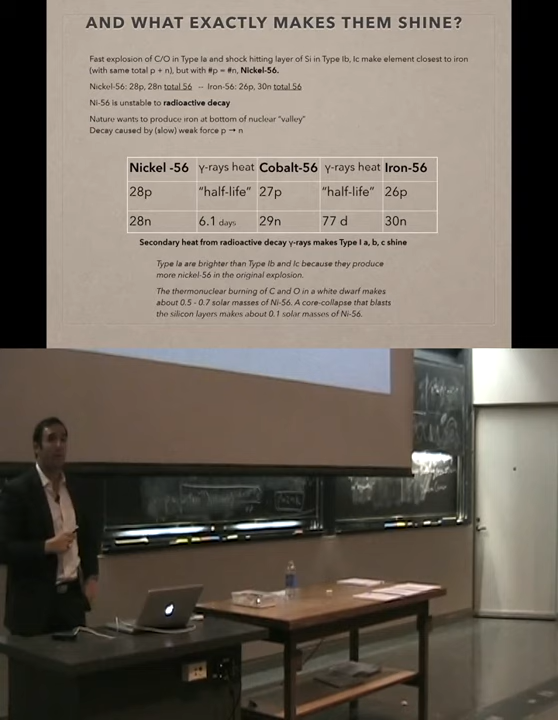 AND WHAT EXACTLY MAKES THEM SHINE?
Fast explosion of C/O in Type Ia and shock hitting layer of Si in Type Ib, Ic make element closest to iron
(with same total p + n), but with #p = #n, Nickel-56.
Nickel-56: 28p, 28n total 56 -- Iron-56: 26p, 30n total 56
Ni-56 is unstable to radioactive decay
Nature wants to produce iron at bottom of nuclear "valley"
Decay caused by (slow) weak force p → n
Nickel -56 γ-rays heat Cobalt-56 γ-rays heat Iron-56
28p "half-life" 27p "half-life" 26p
28n 6.1 days 29n 77 d 30n
Secondary heat from radioactive decay γ-rays makes Type I a, b, c shine
Type Ia are brighter than Type Ib and Ic because they produce
more nickel-56 in the original explosion.
The thermonuclear burning of C and O in a white dwarf makes
about 0.5 - 0.7 solar masses of Ni-56. A core-collapse that blasts
the silicon layers makes about 0.1 solar masses of Ni-56.